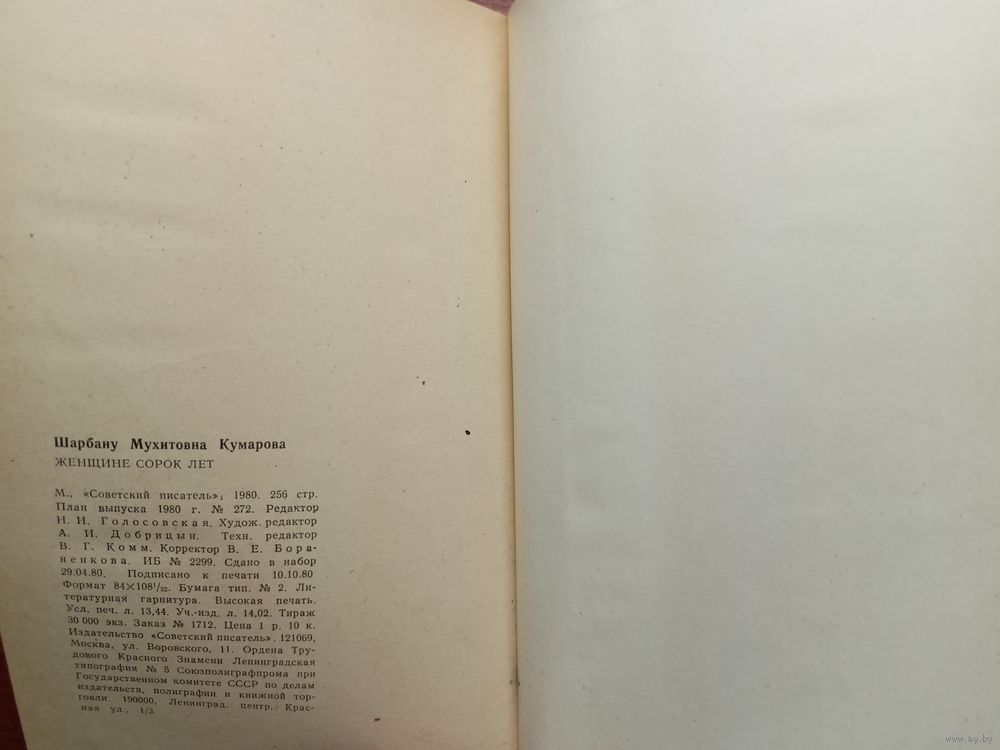 Шарбану Мухитовна Кумарова
ЖЕНЩИНЕ СОРОК ЛЕТ
М., «Советский писатель», 1980. 256 стр.
План выпуска 1980 г. № 272. Редактор
Н. И. Голосовская. Худож. редактор
А. И. Добрицын. Техн. редактор
В. Г. Комм. Корректор В. Е. Бора-
ненкова. ИБ № 2299. Сдано в набор
29.04.80. Подписано к печати 10.10.80
Формат 84×108¹/₃₂. Бумага тип. № 2. Ли-
тературная гарнитура. Высокая печать.
Усл. печ. л. 13,44. Уч.-изд. л. 14,02. Тираж
30 000 экз. Заказ № 1712. Цена 1 р. 10 к.
Издательство «Советский писатель». 121069,
Москва, ул. Воровского, 11. Ордена Тру-
дового Красного Знамени Ленинградская
типография № 5 Союзполиграфпрома при
Государственном комитете СССР по делам
издательств, полиграфии и книжной тор-
говли. 190000, Ленинград, центр, Крас-
ная ул., 1/3
www.ay.by